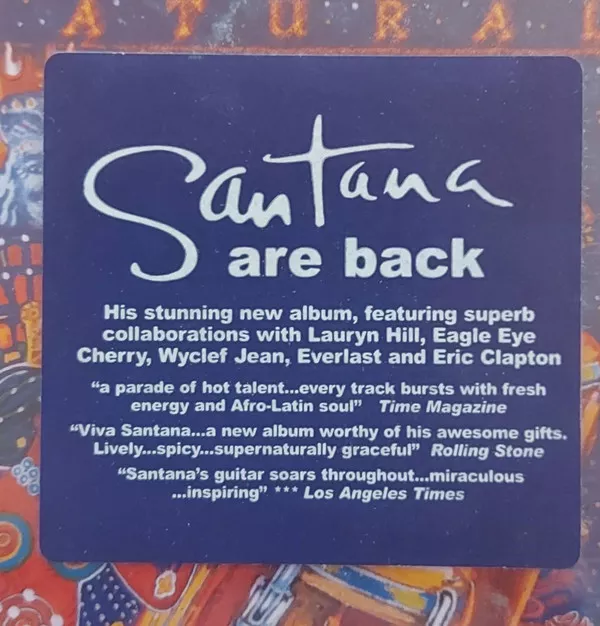 ATURA
Santana
are back
His stunning new album, featuring superb
collaborations with Lauryn Hill, Eagle Eye
Cherry, Wyclef Jean, Everlast and Eric Clapton
“a parade of hot talent...every track bursts with fresh
energy and Afro-Latin soul” Time Magazine
“Viva Santana...a new album worthy of his awesome gifts.
Lively...spicy...supernaturally graceful” Rolling Stone
“Santana's guitar soars throughout...miraculous
...inspiring” *** Los Angeles Times